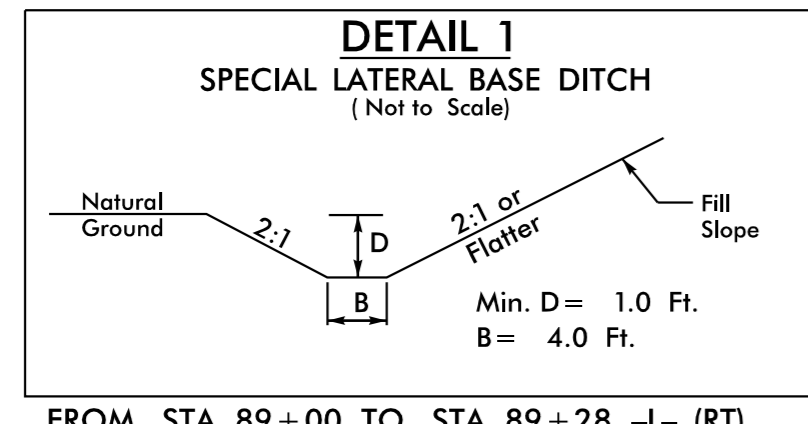 DETAIL 1
SPECIAL LATERAL BASE DITCH
( Not to Scale)
Natural
Ground
2:1
D
2:1 or
Flatter
Fill
Slope
B
Min. D= 1.0 Ft.
B= 4.0 Ft.
FROM STA. 89+00 TO STA. 89+28 -L- (RT)